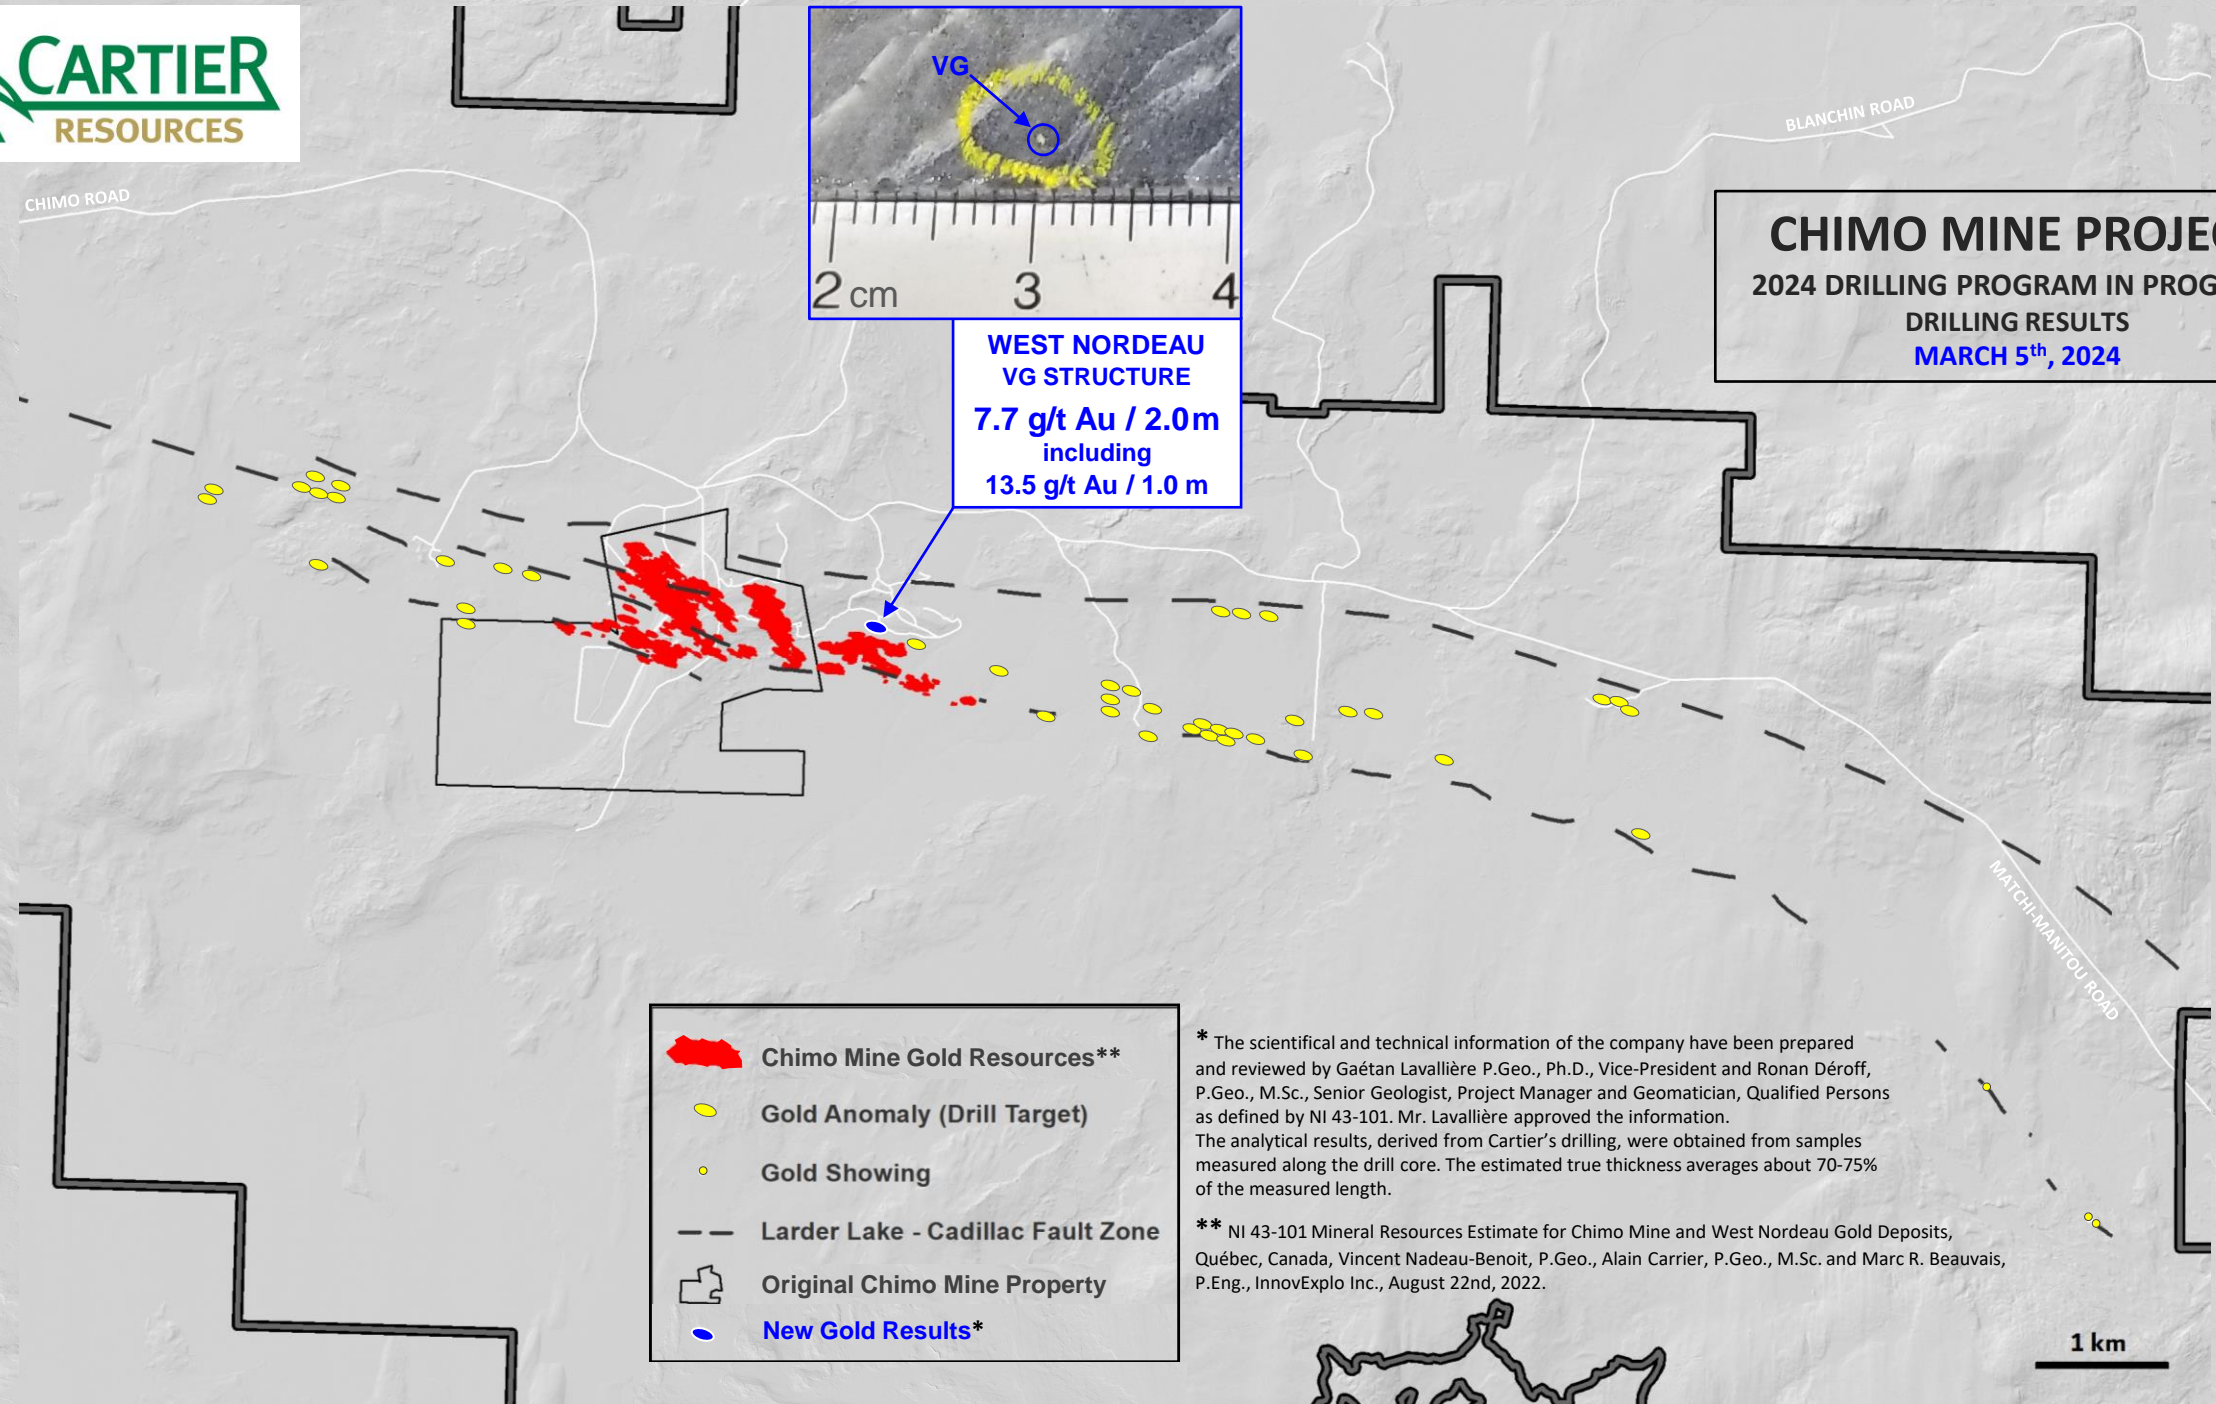 CARTIER
RESOURCES
VG
2 cm 3 4
CHIMO ROAD
BLANCHIN ROAD
CHIMO MINE PROJE
2024 DRILLING PROGRAM IN PROG
DRILLING RESULTS
MARCH 5th, 2024
WEST NORDEAU
VG STRUCTURE
7.7 g/t Au / 2.0m
including
13.5 g/t Au / 1.0 m
MATCHI-MANITOU ROAD
Chimo Mine Gold Resources**
Gold Anomaly (Drill Target)
Gold Showing
Larder Lake - Cadillac Fault Zone
Original Chimo Mine Property
New Gold Results*
* The scientifical and technical information of the company have been prepared
and reviewed by Gaétan Lavallière P.Geo., Ph.D., Vice-President and Ronan Déroff,
P.Geo., M.Sc., Senior Geologist, Project Manager and Geomatician, Qualified Persons
as defined by NI 43-101. Mr. Lavallière approved the information.
The analytical results, derived from Cartier's drilling, were obtained from samples
measured along the drill core. The estimated true thickness averages about 70-75%
of the measured length.
** NI 43-101 Mineral Resources Estimate for Chimo Mine and West Nordeau Gold Deposits,
Québec, Canada, Vincent Nadeau-Benoit, P.Geo., Alain Carrier, P.Geo., M.Sc. and Marc R. Beauvais,
P.Eng., InnovExplo Inc., August 22nd, 2022.
1 km